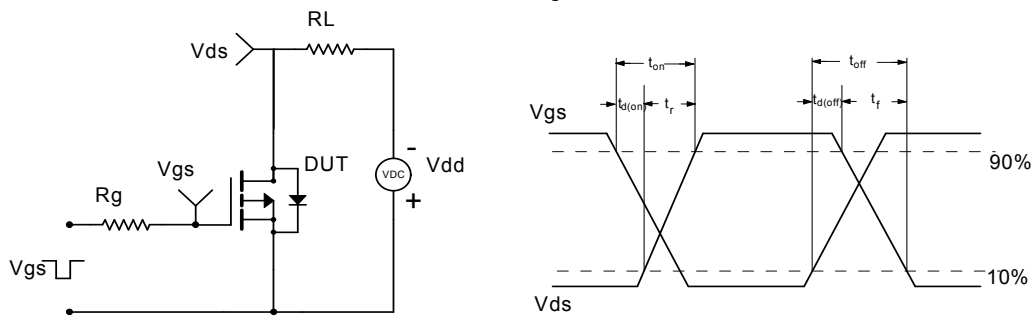 RL
Vds
Vgs
DUT
-
VDC
Vdd
+
Rg
Vgs
ton
toff
td(on)
tr
td(off)
tf
Vgs
90%
10%
Vds